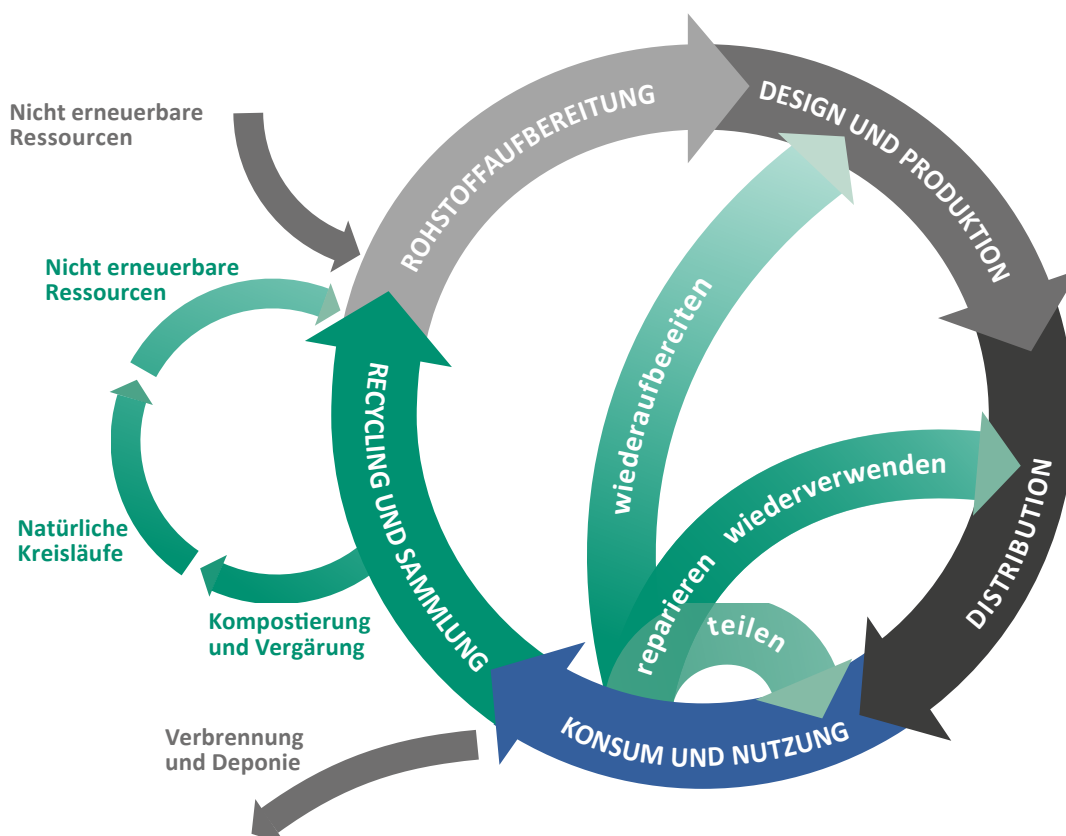 Nicht erneuerbare
Ressourcen
ROHSTOFFAUFBEREITUNG
DESIGN UND PRODUKTION
Nicht erneuerbare
Ressourcen
wiederaufbereiten
RECYCLING UND SAMMLUNG
reparieren wiederverwenden
DISTRIBUTION
Natürliche
Kreisläufe
Kompostierung
und Vergärung
teilen
KONSUM UND NUTZUNG
Verbrennung
und Deponie